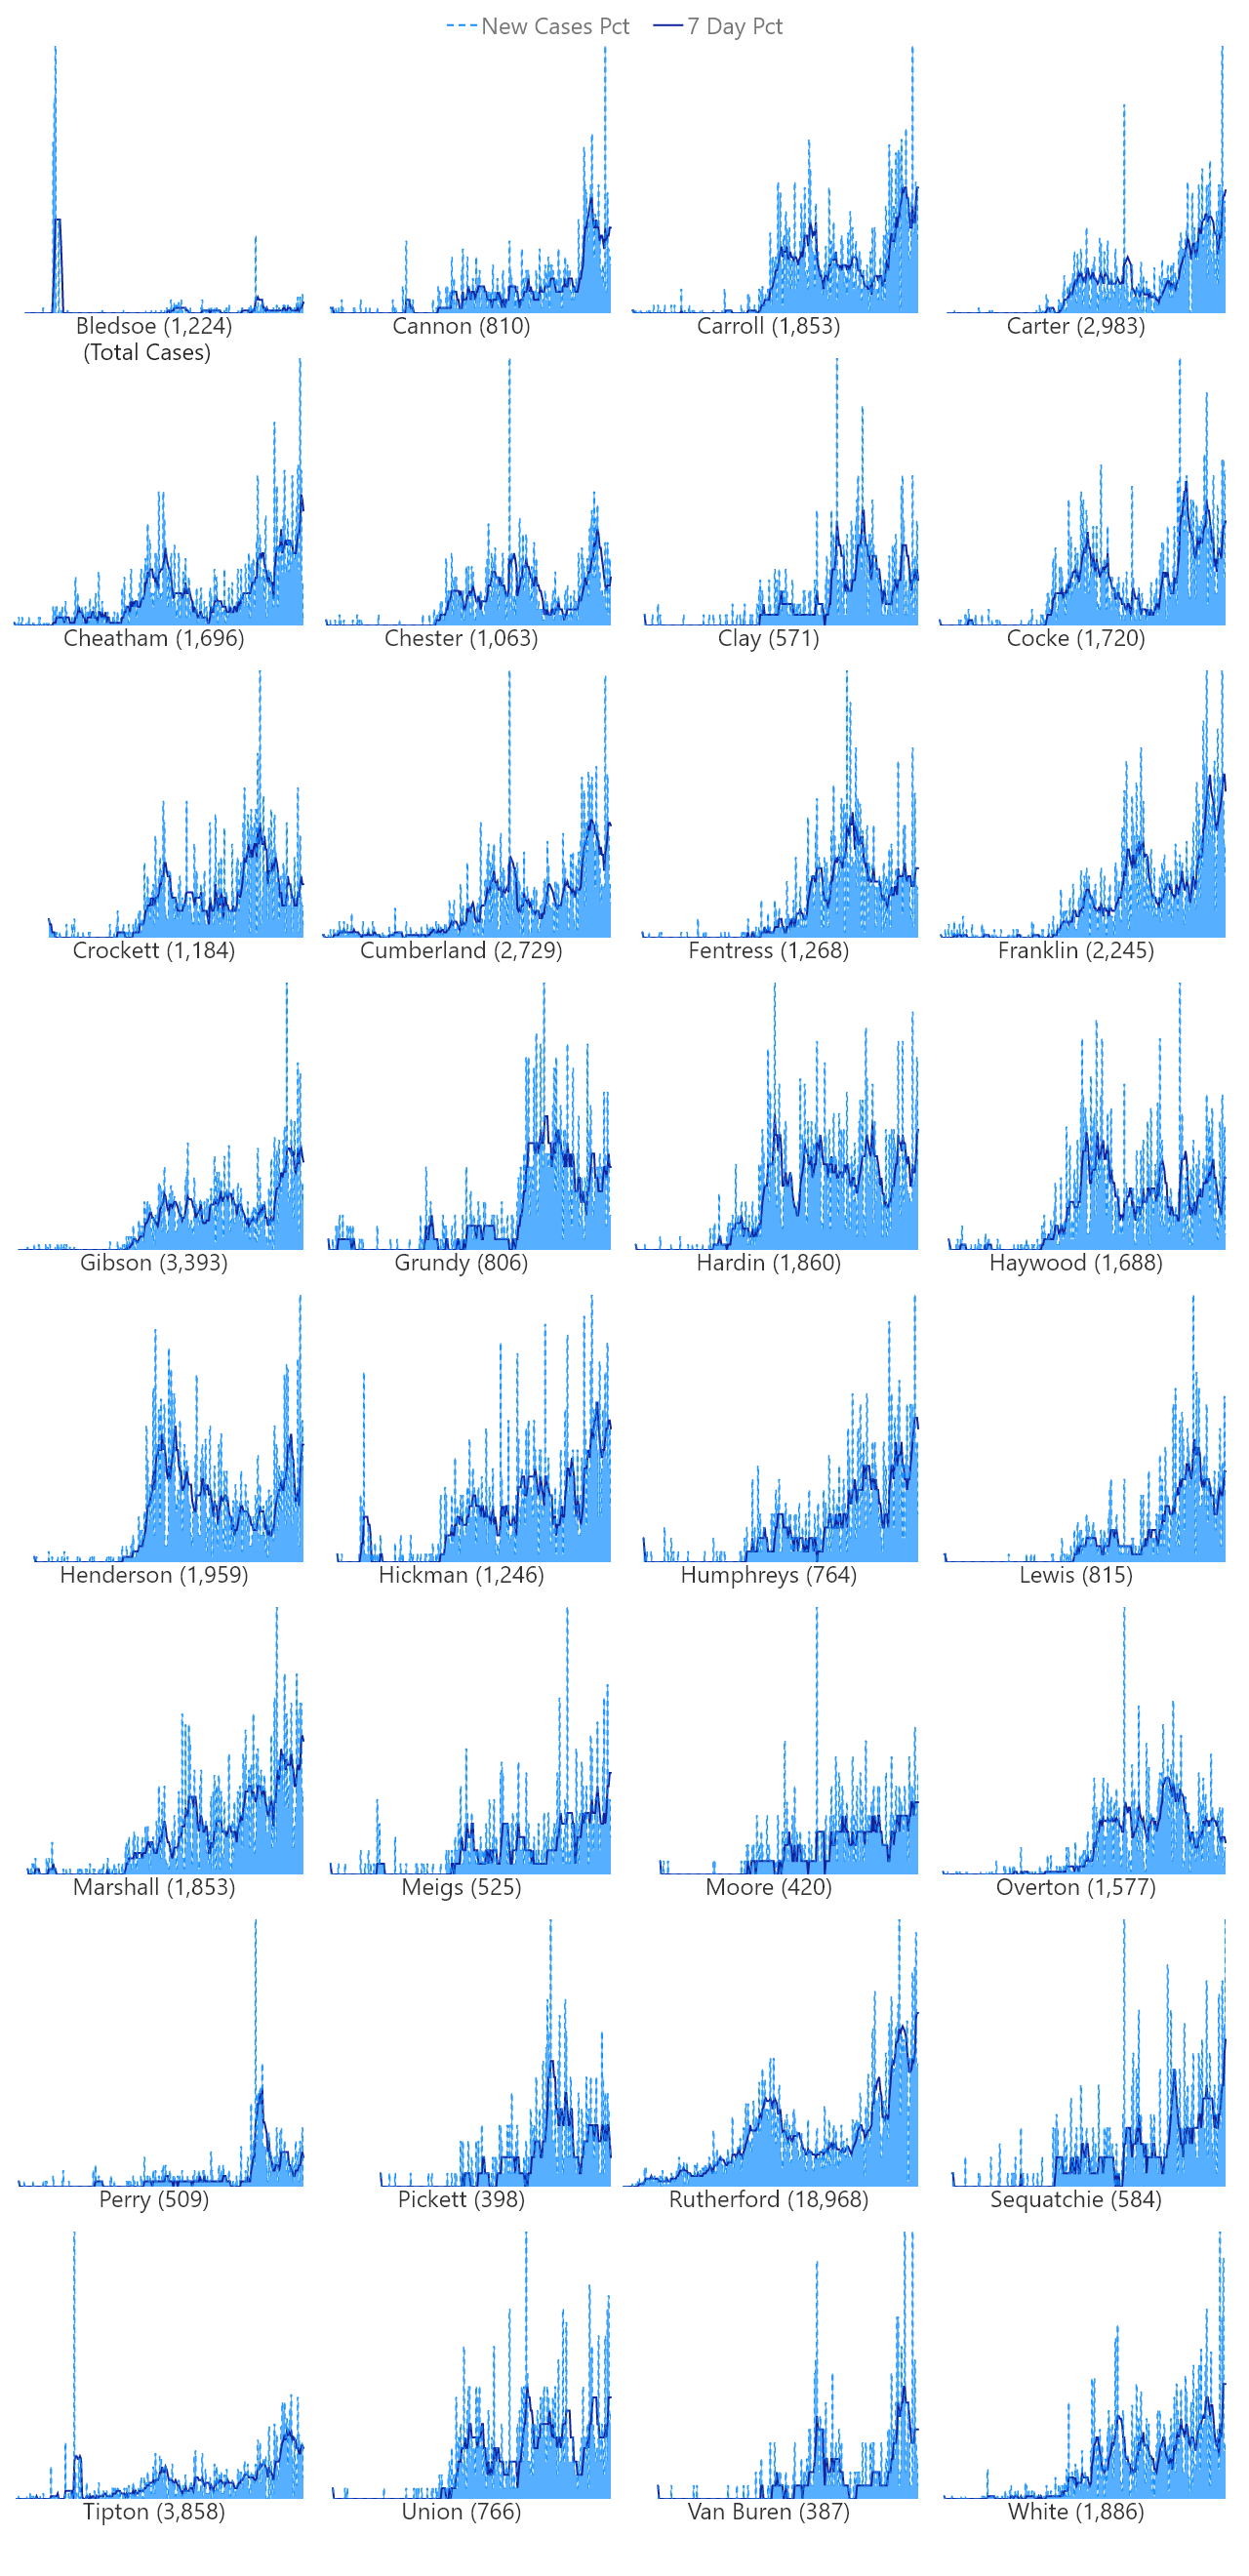 New Cases Pct 7 Day Pct
Bledsoe (1,224) Cannon (810) Carroll (1,853) Carter (2,983)
(Total Cases)
Cheatham (1,696) Chester (1,063) Clay (571) Cocke (1,720)
Crockett (1,184) Cumberland (2,729) Fentress (1,268) Franklin (2,245)
Gibson (3,393) Grundy (806) Hardin (1,860) Haywood (1,688)
Henderson (1,959) Hickman (1,246) Humphreys (764) Lewis (815)
Marshall (1,853) Meigs (525) Moore (420) Overton (1,577)
Perry (509) Pickett (398) Rutherford (18,968) Sequatchie (584)
Tipton (3,858) Union (766) Van Buren (387) White (1,886)